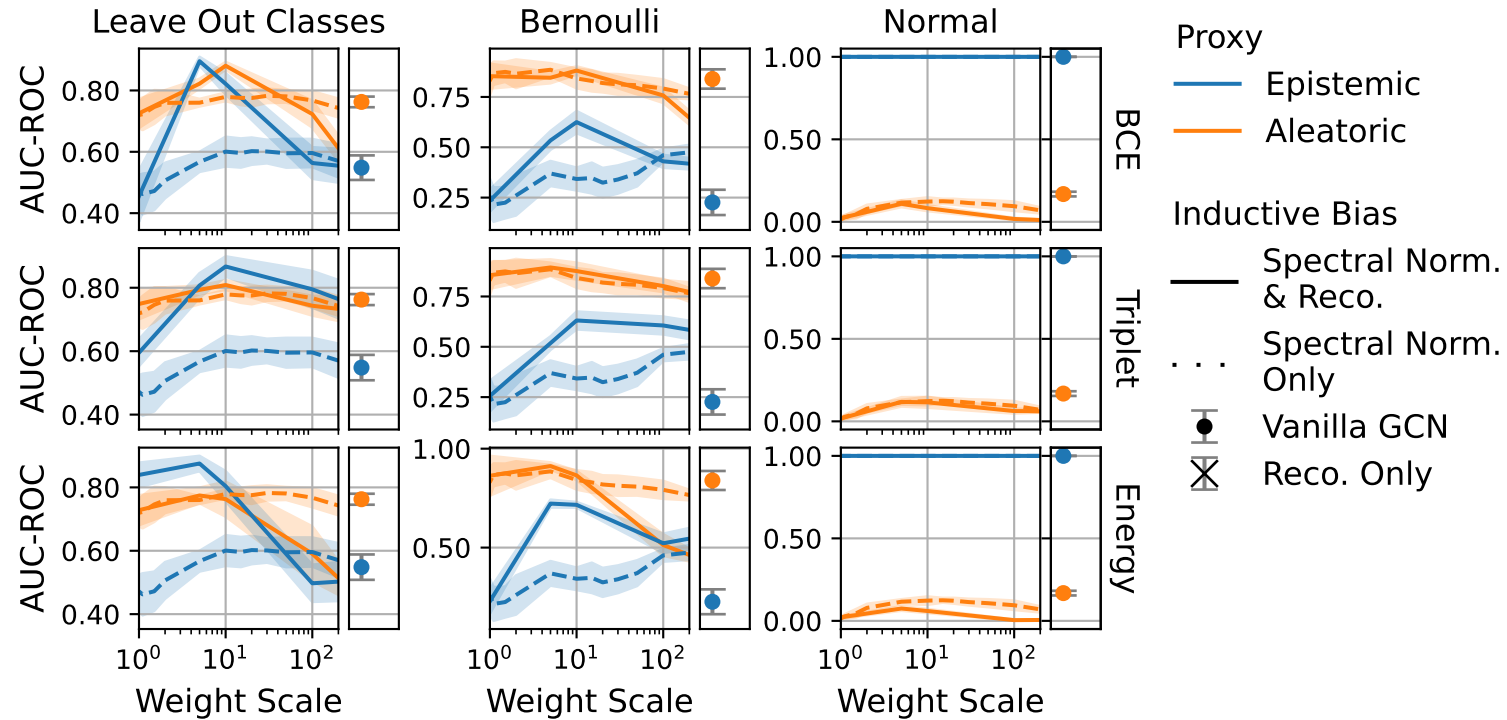 Leave Out Classes
Bernoulli
Normal
AUC-ROC
0.80
0.60
0.40
0.75
0.50
0.25
1.00
0.50
0.00
BCE
AUC-ROC
0.80
0.60
0.40
0.75
0.50
0.25
1.00
0.50
0.00
Triplet
AUC-ROC
0.80
0.60
0.40
1.00
0.50
1.00
0.50
0.00
Energy
10⁰ 10¹ 10²
10⁰ 10¹ 10²
10⁰ 10¹ 10²
Weight Scale
Weight Scale
Weight Scale
Proxy
Epistemic
Aleatoric
Inductive Bias
Spectral Norm.
& Reco.
Spectral Norm.
Only
Vanilla GCN
Reco. Only